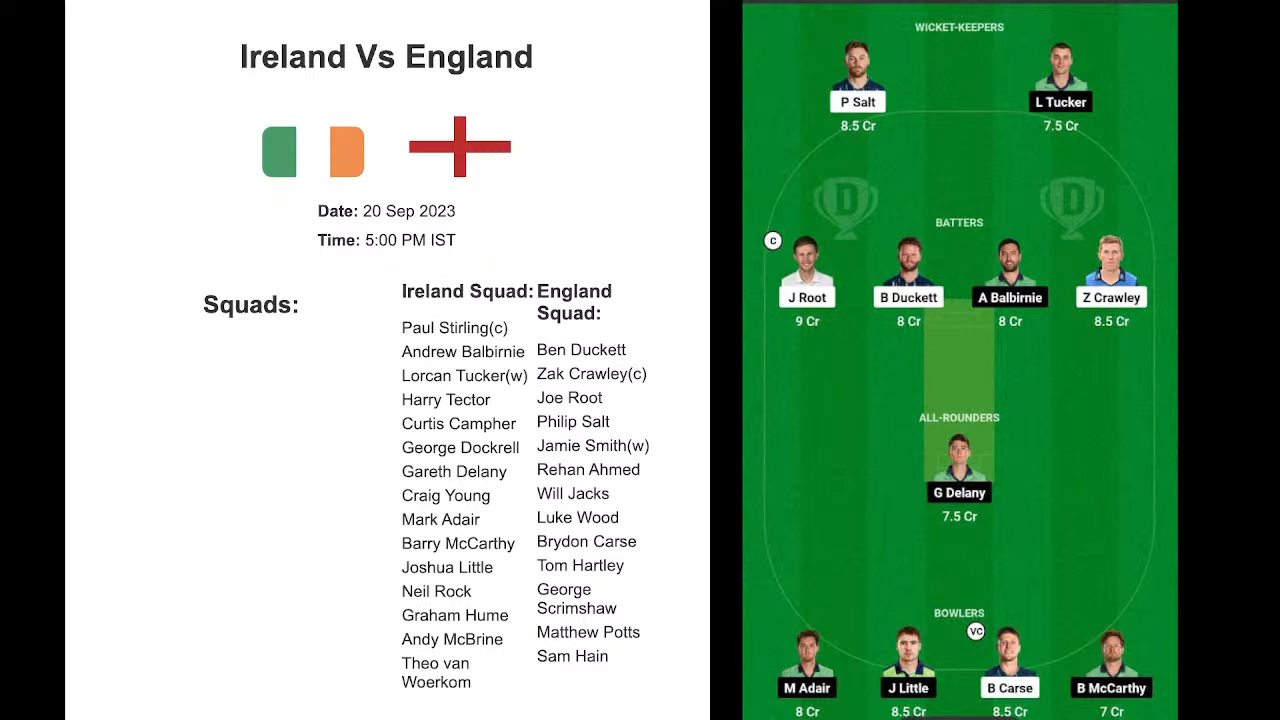 Ireland Vs England
Date: 20 Sep 2023
Time: 5:00 PM IST
Squads:
Ireland Squad:
Paul Stirling(c)
Andrew Balbirnie
Lorcan Tucker(w)
Harry Tector
Curtis Campher
George Dockrell
Gareth Delany
Craig Young
Mark Adair
Barry McCarthy
Joshua Little
Neil Rock
Graham Hume
Andy McBrine
Theo van
Woerkom
England
Squad:
Ben Duckett
Zak Crawley(c)
Joe Root
Philip Salt
Jamie Smith(w)
Rehan Ahmed
Will Jacks
Luke Wood
Brydon Carse
Tom Hartley
George
Scrimshaw
Matthew Potts
Sam Hain
WICKET-KEEPERS
P Salt
L Tucker
8.5 Cr
7.5 Cr
D
D
BATTERS
C
J Root
B Duckett
A Balbirnie
Z Crawley
9 Cr
8 Cr
8 Cr
8.5 Cr
ALL-ROUNDERS
G Delany
7.5 Cr
BOWLERS
VC
M Adair
J Little
B Carse
B McCarthy
8 Cr
8.5 Cr
8.5 Cr
7 Cr